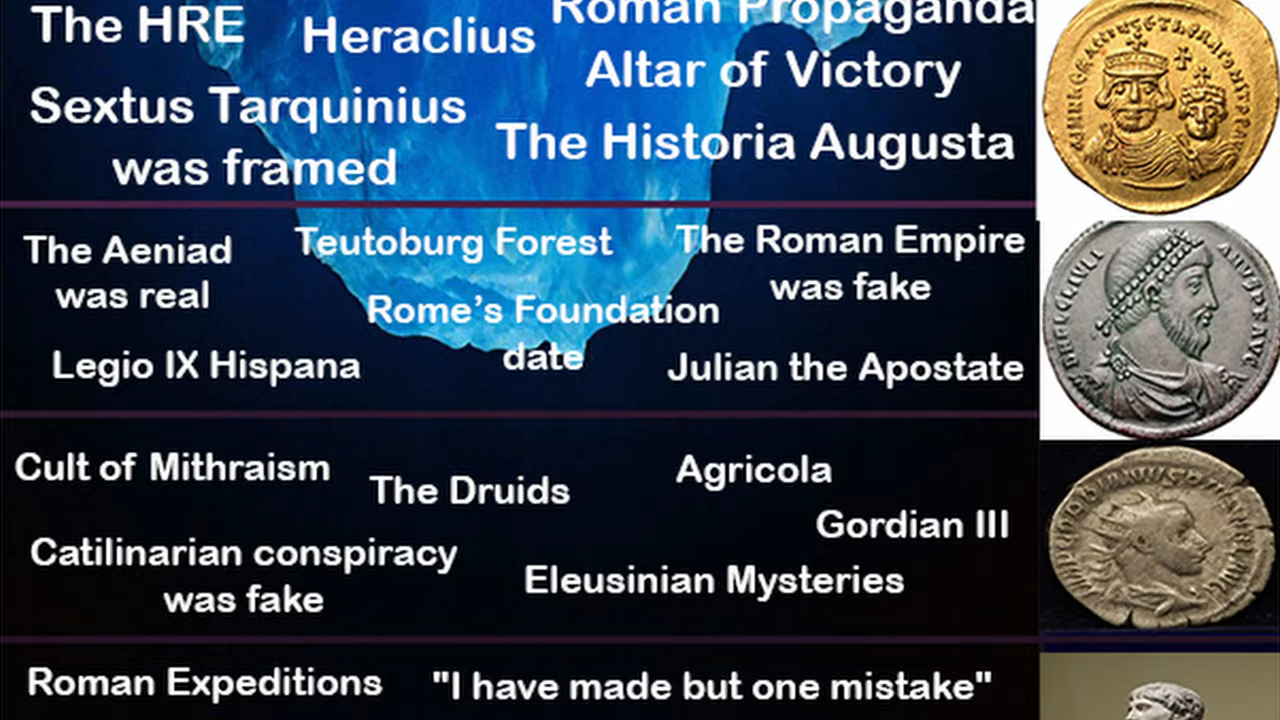 The HRE
Heraclius
Roman Propaganda
Altar of Victory
Sextus Tarquinius
was framed
The Historia Augusta
The Aeniad
was real
Teutoburg Forest
The Roman Empire
was fake
Rome’s Foundation
date
Legio IX Hispana
Julian the Apostate
Cult of Mithraism
The Druids
Agricola
Gordian III
Catilinarian conspiracy
was fake
Eleusinian Mysteries
Roman Expeditions
"I have made but one mistake"